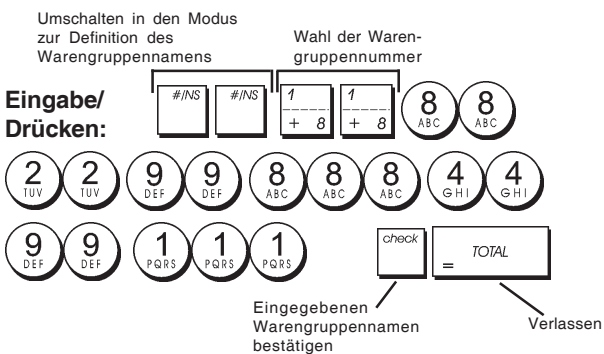 Umschalten in den Modus
zur Definition des
Warengruppennamens
Wahl der Waren-
gruppennummer
Eingabe/
Drücken:
#/NS #/NS 1 + 8 1 + 8 8 ABC 8 ABC
2 TUV 2 TUV 9 DEF 9 DEF 8 ABC 8 ABC 8 ABC 4 GHI 4 GHI
9 DEF 9 DEF 1 PQRS 1 PQRS 1 PQRS check = TOTAL
Eingegebenen
Warengruppennamen
bestätigen
Verlassen